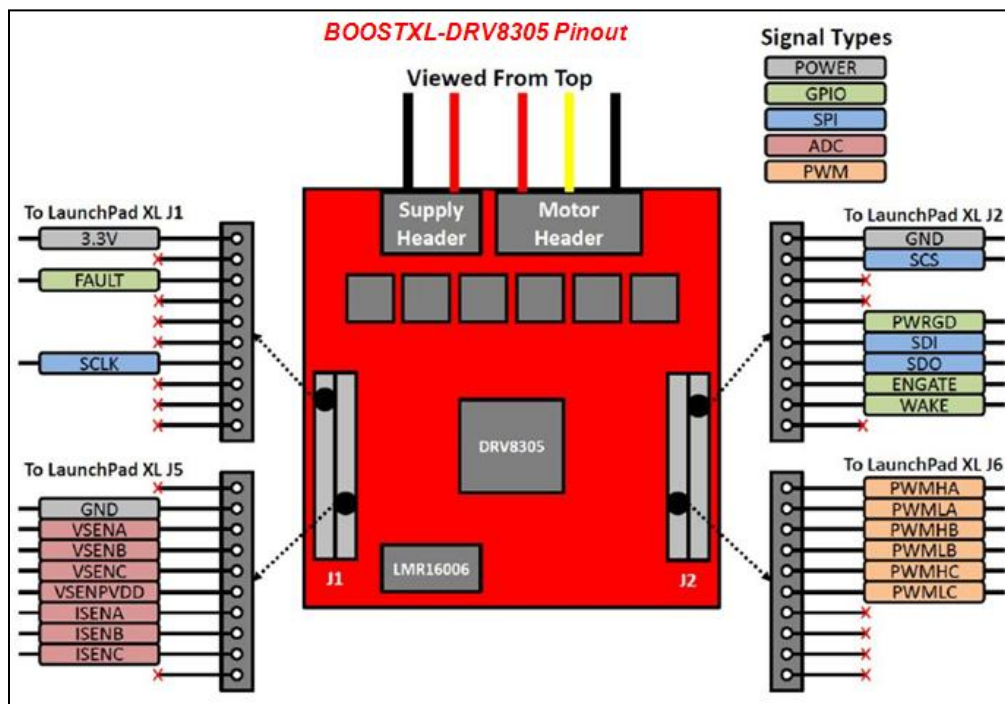 BOOSTXL-DRV8305 Pinout
Viewed From Top
Signal Types
POWER
GPIO
SPI
ADC
PWM
Supply
Header
Motor
Header
To LaunchPad XL J1
3.3V
FAULT
SCLK
To LaunchPad XL J5
GND
VSENA
VSENB
VSENC
VSENPVDD
ISENA
ISENB
ISENC
DRV8305
LMR16006
J1
J2
To LaunchPad XL J2
GND
SCS
PWRGD
SDI
SDO
ENGATE
WAKE
To LaunchPad XL J6
PWMHA
PWMLA
PWMHB
PWMLB
PWMHC
PWMLC